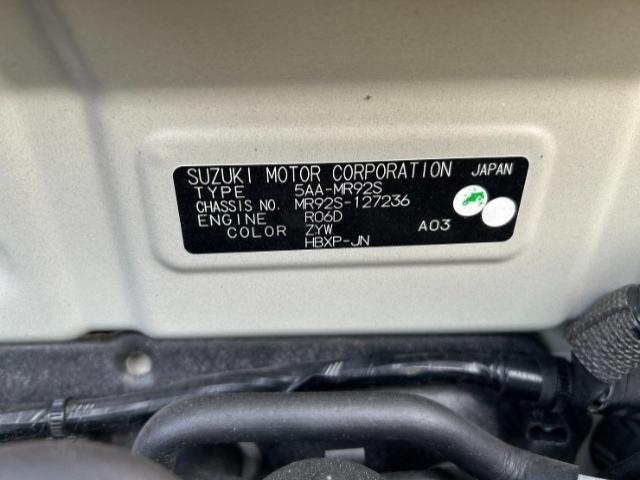 SUZUKI MOTOR CORPORATION JAPAN
TYPE 5AA-MR92S
CHASSIS NO. MR92S-127236
ENGINE R06D
COLOR ZYW A03
HBXP-JN